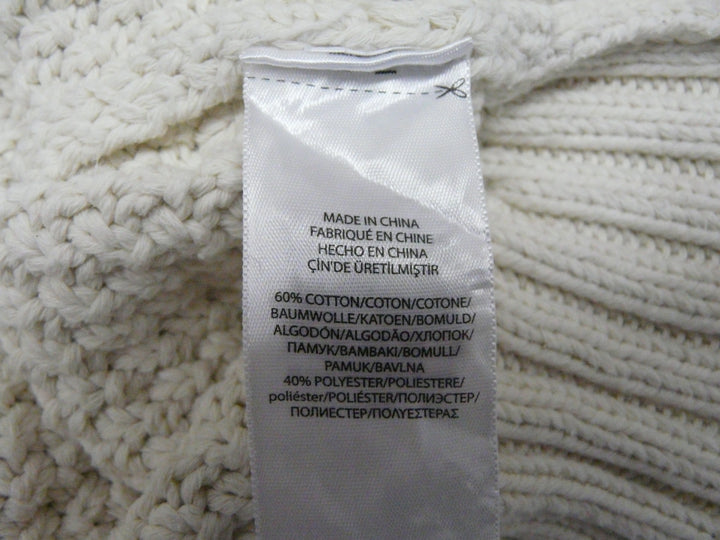 MADE IN CHINA
FABRIQUÉ EN CHINE
HECHO EN CHINA
ÇİN'DE ÜRETİLMİŞTİR
60% COTTON/COTON/COTONE/
BAUMWOLLE/KATOEN/BOMULD/
ALGODÓN/ALGODÃO/ХЛОПОК/
ПАМУК/BAMBAKI/BOMULL/
PAMUK/BAVLNA
40% POLYESTER/POLIESTERE/
poliéster/POLIÉSTER/ПОЛИЭСТЕР/
ПОЛИЕСТЕР/ΠΟΛΥΕΣΤΕΡΑΣ